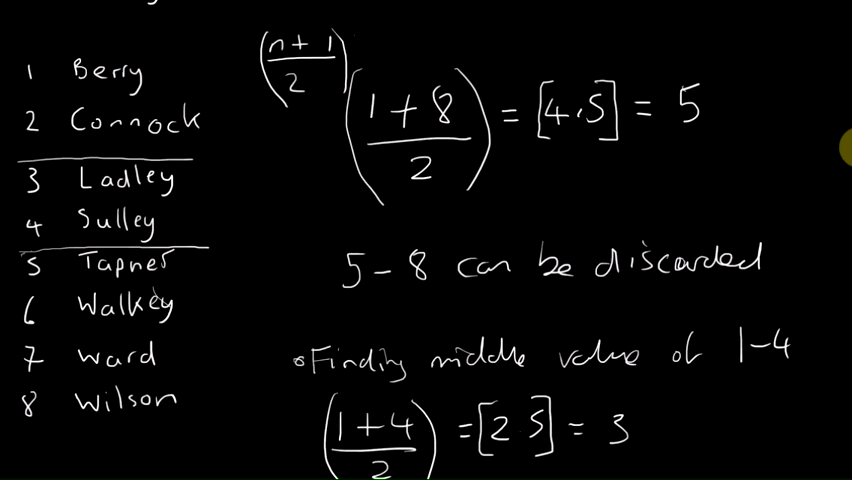 1 Berry
2 Connock
3 Ladley
4 Sulley
5 Tapner
6 Walkey
7 Ward
8 Wilson
(n + 1 / 2)
(1 + 8 / 2) = [4.5] = 5
5 - 8 can be discarded
• Finding middle value of 1-4
(1 + 4 / 2) = [2.5] = 3